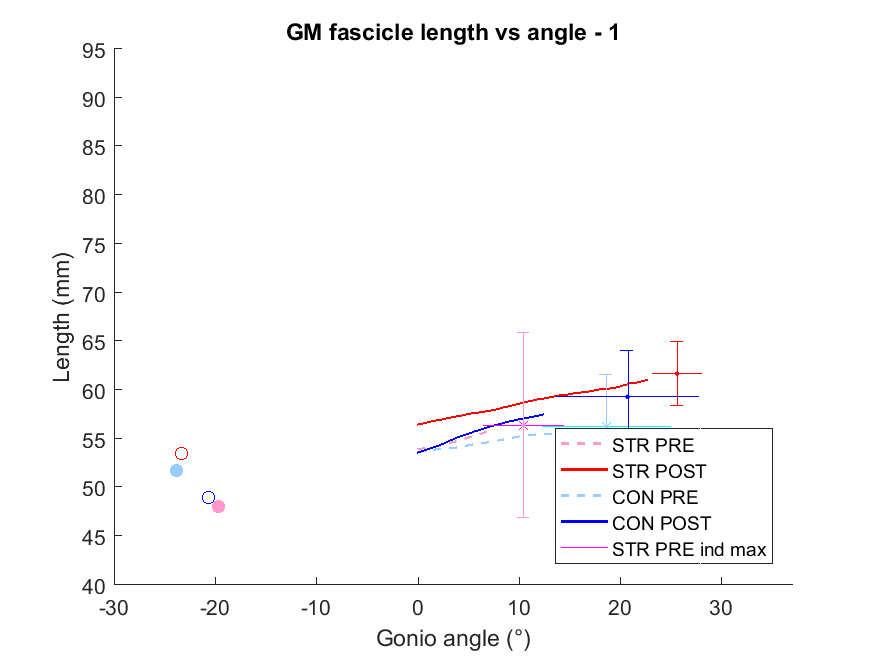 GM fascicle length vs angle - 1
95
90
85
80
75
70
65
60
55
50
45
40
Length (mm)
-30
-20
-10
0
10
20
30
Gonio angle (°)
STR PRE
STR POST
CON PRE
CON POST
STR PRE ind max